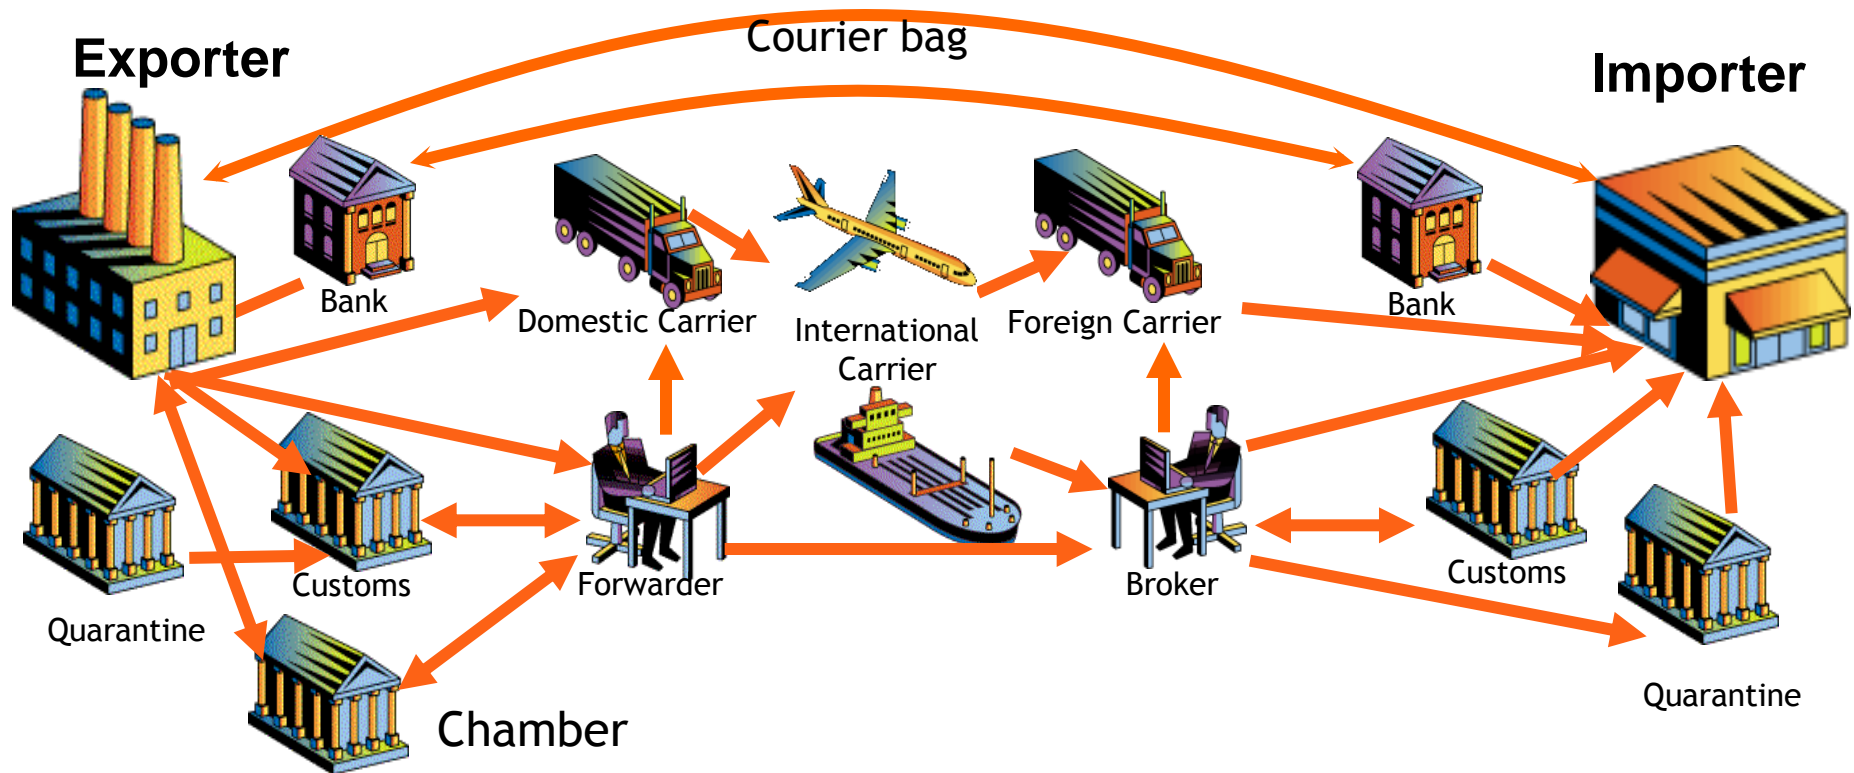 Courier bag
Exporter
Importer
Bank
Domestic Carrier
International
Carrier
Foreign Carrier
Bank
Quarantine
Customs
Forwarder
Broker
Customs
Quarantine
Chamber